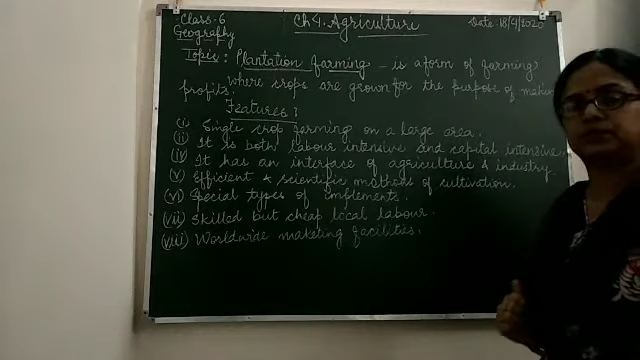 Class-6 Ch 4. Agriculture Date: 18/4/2020
Geography
Topic: Plantation farming - is a form of farming
where crops are grown for the purpose of making
profits.
Features:
(i) Single crop farming on a large area.
(ii) It is both labour intensive and capital intensive.
(iv) It has an interface of agriculture & industry.
(v) Efficient & scientific methods of cultivation.
(vi) Special types of implements.
(vii) Skilled but cheap local labour.
(viii) Worldwide maketing facilities.